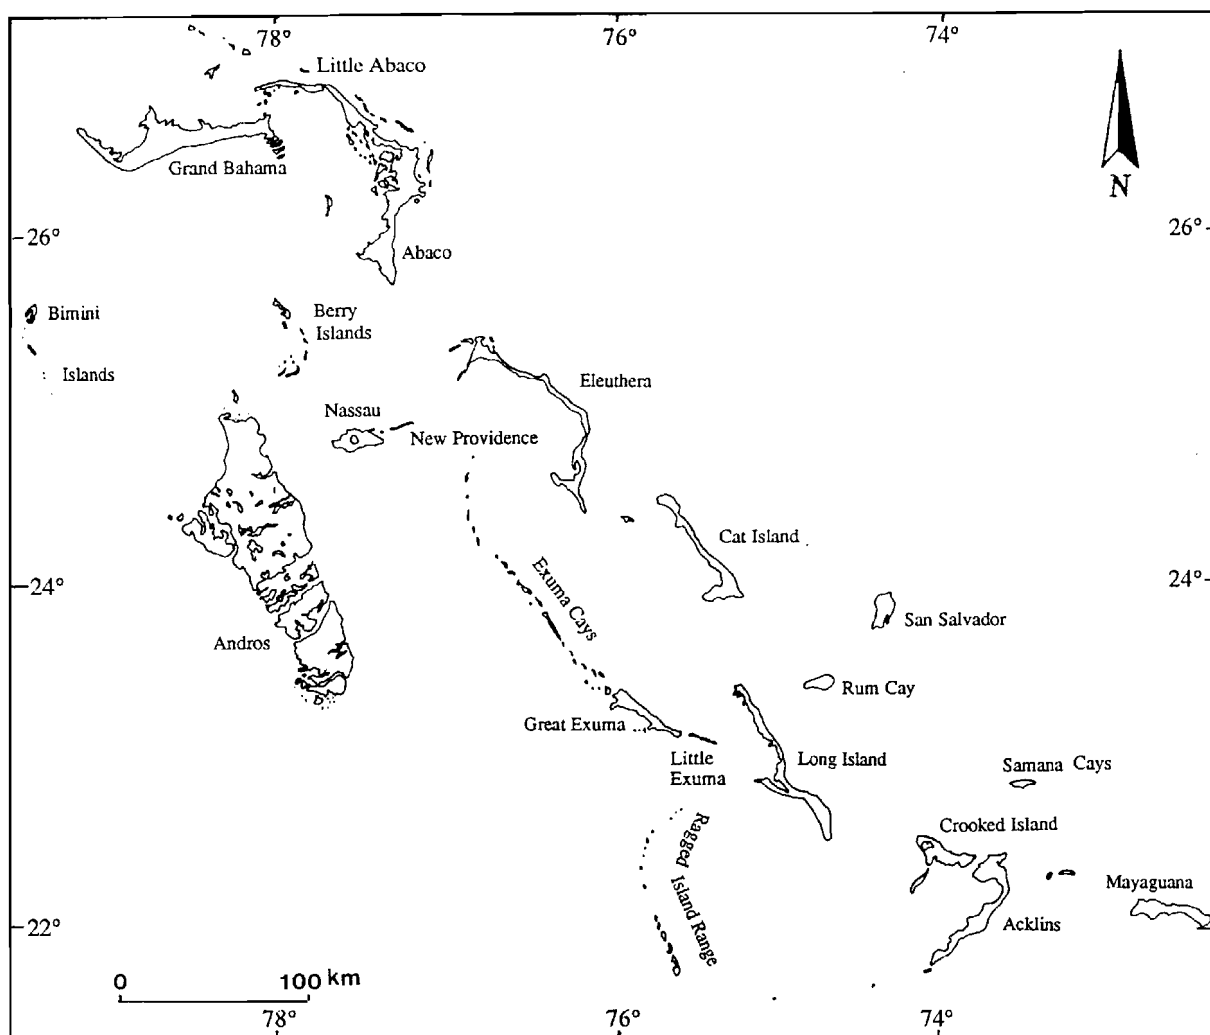 78° 76° 74°
Little Abaco
N
Grand Bahama
26° 26°
Abaco
Bimini
Islands
Berry
Islands
Eleuthera
Nassau
New Providence
Cat Island
Exuma Cays
24° 24°
San Salvador
Andros
Rum Cay
Great Exuma
Little
Exuma
Long Island
Samana Cays
Crooked Island
Ragged Island Range
Mayaguana
Acklins
22° 22°
0 100 km
78° 76° 74°